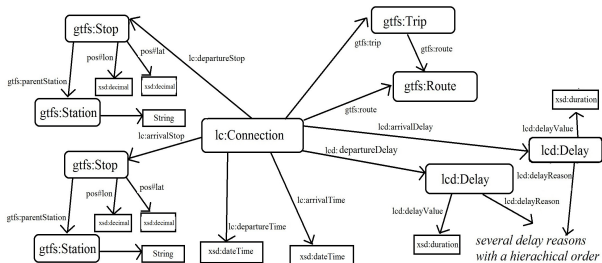 gtfs:Stop
pos#lon
pos#lat
gtfs:parentStation
xsd:decimal
xsd:decimal
gtfs:Station
String
lc:departureStop
lc:arrivalStop
gtfs:Stop
pos#lon
pos#lat
gtfs:parentStation
xsd:decimal
xsd:decimal
gtfs:Station
String
lc:Connection
gtfs:trip
gtfs:Trip
gtfs:route
gtfs:Route
gtfs:route
lcd:arrivalDelay
lcd: departureDelay
lc:departureTime
xsd:dateTime
lc:arrivalTime
xsd:dateTime
xsd:duration
lcd:delayValue
lcd:Delay
lcd:delayReason
lcd:Delay
lcd:delayValue
lcd:delayReason
xsd:duration
several delay reasons
with a hierachical order